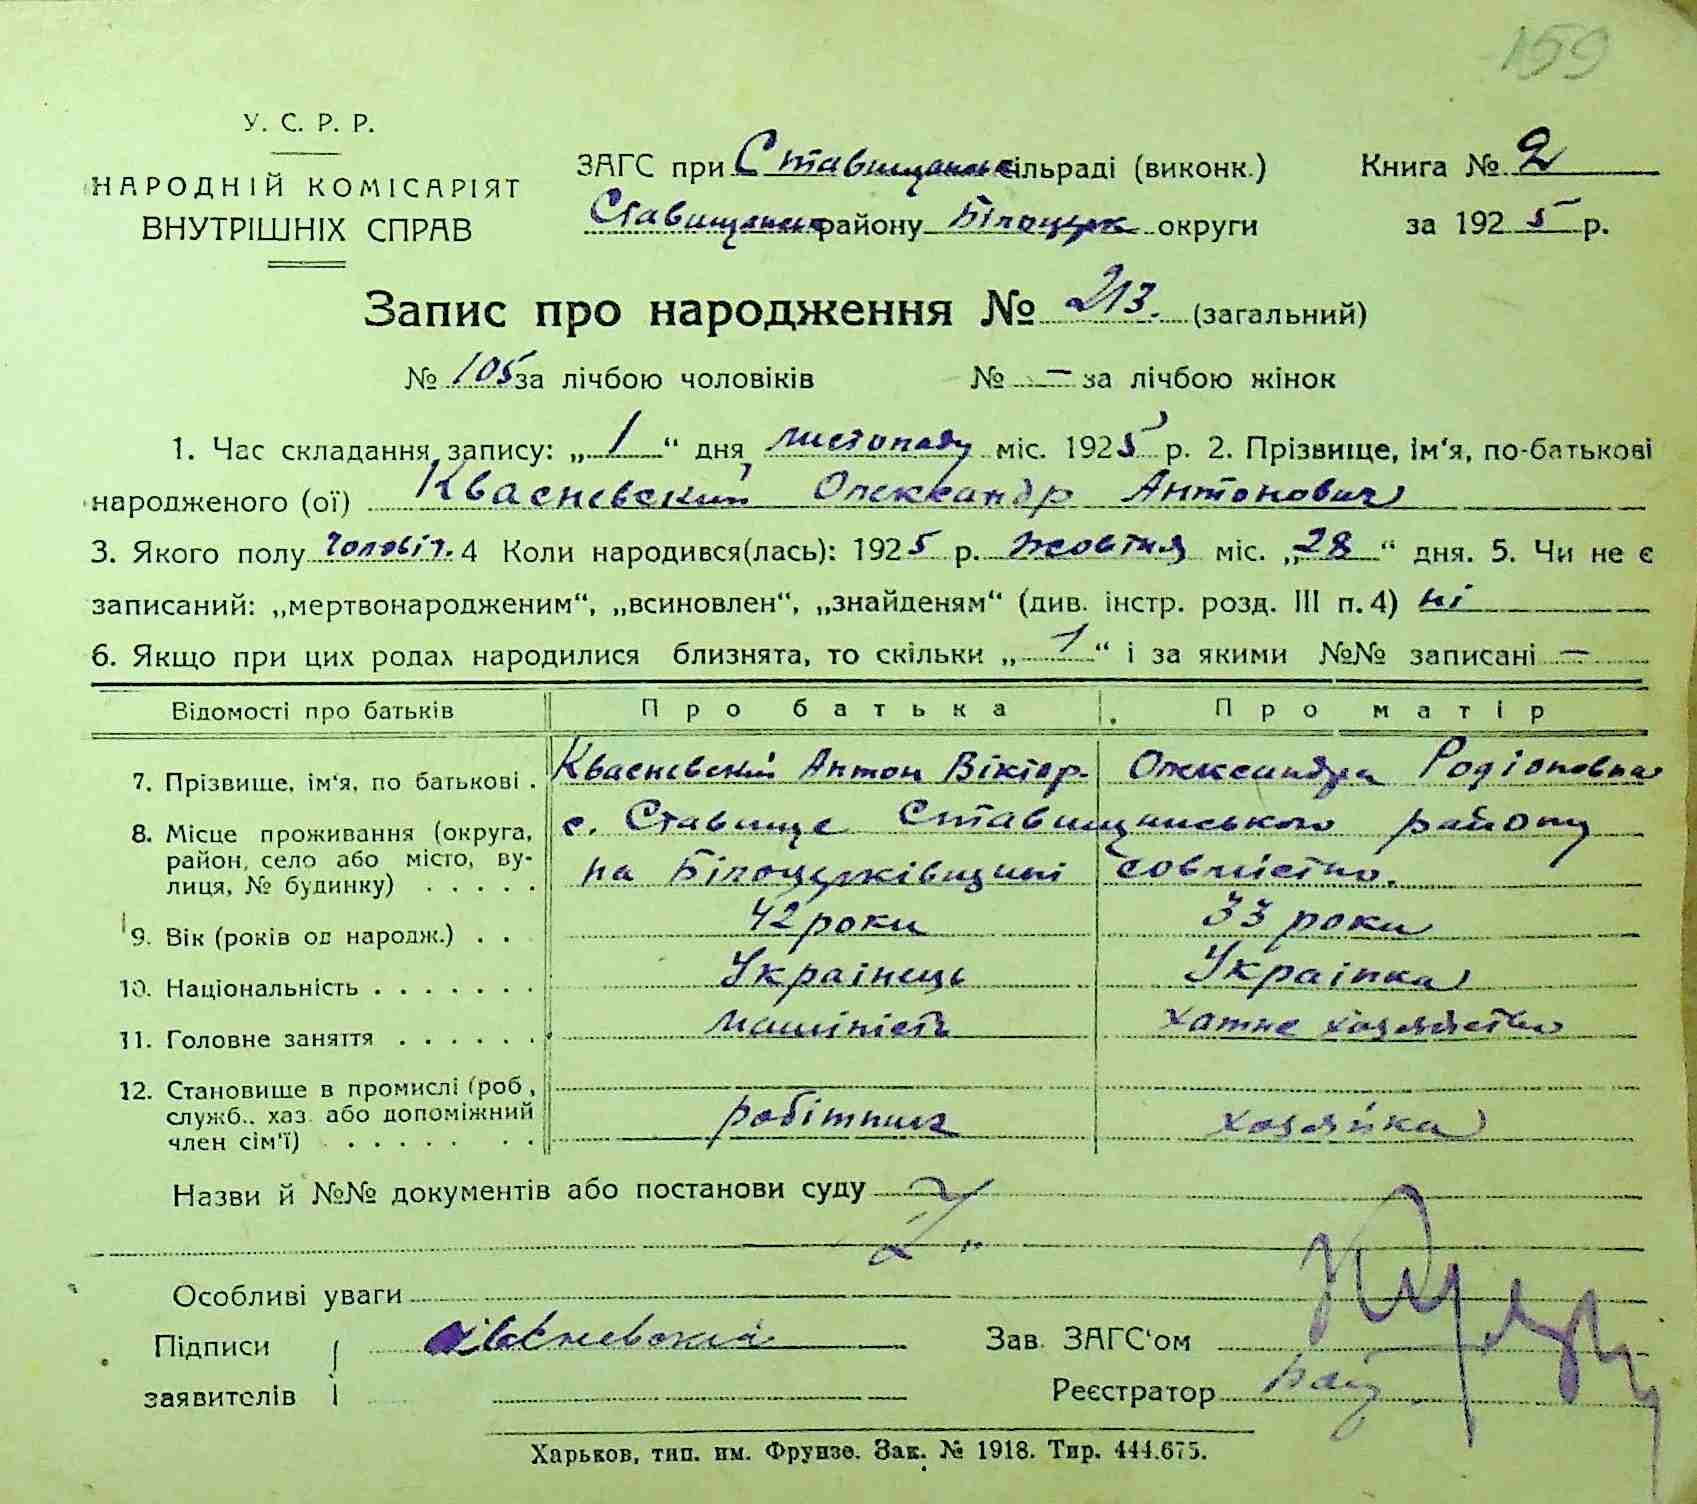 159
У. С. Р. Р.
НАРОДНІЙ КОМІСАРІЯТ
ВНУТРІШНІХ СПРАВ
ЗАГС при Ставищанськ сільраді (виконк.)
Ставищанськ району Білоцерк округи
Книга № 2
за 1925 р.
Запис про народження № 213. (загальний)
№ 105 за лічбою чоловіків № — за лічбою жінок
1. Час складання запису: „1“ дня листопаду міс. 1925 р. 2. Прізвище, ім'я, по-батькові
народженого (ої) Квасневский Олександр Антонович
3. Якого полу чоловіч. 4 Коли народився(лась): 1925 р. жовтня міс. „28“ дня. 5. Чи не є
записаний: „мертвонародженим“, „всиновлен“, „знайденям“ (див. інстр. розд. III п. 4) ні
6. Якщо при цих родах народилися близнята, то скільки „1“ і за якими №№ записані —
Відомості про батьків Про батька Про матір
7. Прізвище, ім'я, по батькові . Квасневский Антон Віктор. Олександра Родіоновна
8. Місце проживання (округа, район, село або місто, вулиця, № будинку) . . . . . с. Ставище Ставищанського району
на Білоцерківщині совмістно.
9. Вік (років од народж.) . . 42 роки 33 роки
10. Національність . . . . . . . Українець Українка
11. Головне заняття . . . . . . машиність хатне хозяйство
12. Становище в промислі (роб, служб., хаз. або допоміжний член сім'ї) . . . . . . . робітник хозяйка
Назви й №№ документів або постанови суду
Особливі уваги
Підписи Квасневский Зав. ЗАГС'ом
заявителів Реєстратор
Харьков, тип. им. Фрунзе. Зак. № 1918. Тир. 444.675.